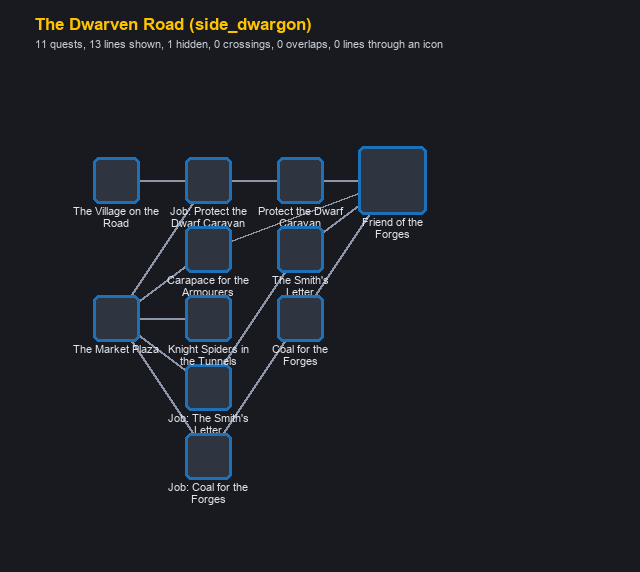 The Dwarven Road (side_dwargon)
11 quests, 13 lines shown, 1 hidden, 0 crossings, 0 overlaps, 0 lines through an icon
The Village on the
Road
Job: Protect the
Dwarf Caravan
Protect the Dwarf
Caravan
Friend of the
Forges
Carapace for the
Armourers
The Smith's
Letter
The Market Plaza
Knight Spiders in
the Tunnels
Coal for the
Forges
Job: The Smith's
Letter
Job: Coal for the
Forges